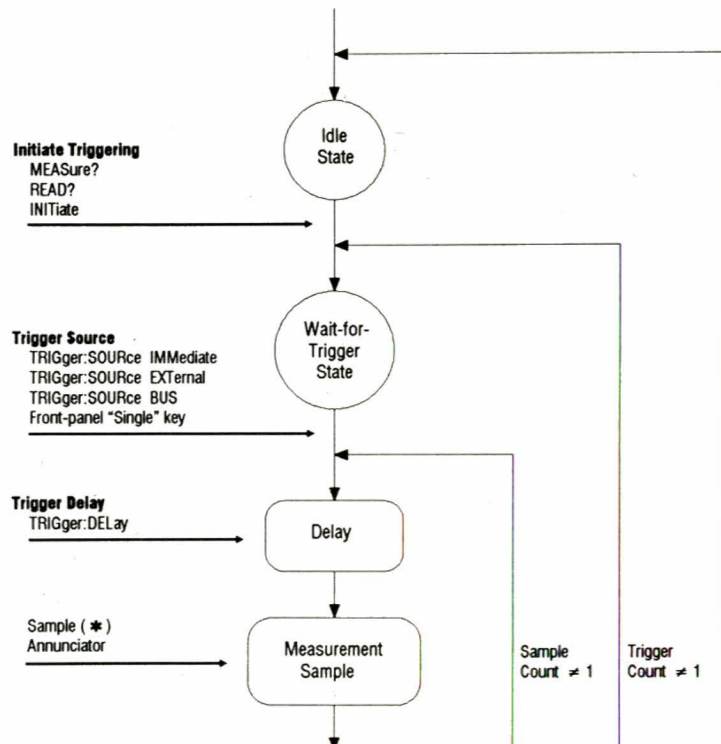 Idle
State
Initiate Triggering
MEASure?
READ?
INITiate
Wait-for-
Trigger
State
Trigger Source
TRIGger:SOURce IMMediate
TRIGger:SOURce EXTernal
TRIGger:SOURce BUS
Front-panel “Single” key
Trigger Delay
TRIGger:DELay
Delay
Sample ( ✱ )
Annunciator
Measurement
Sample
Sample
Count ≠ 1
Trigger
Count ≠ 1